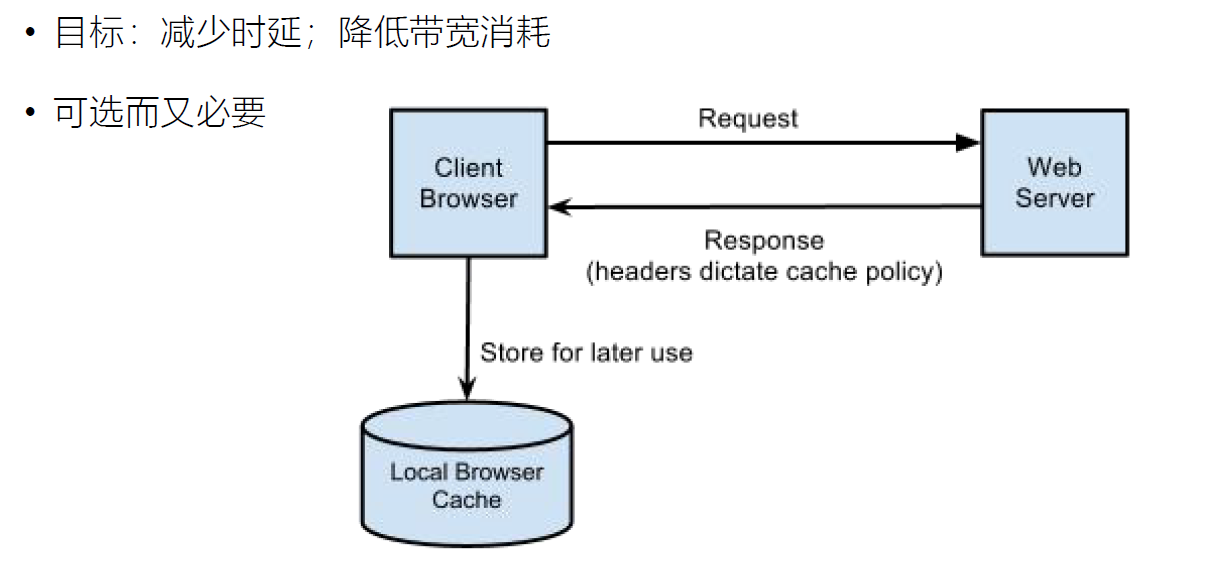 • 目标：减少时延；降低带宽消耗
• 可选而又必要
Request
Client
Browser
Web
Server
Response
(headers dictate cache policy)
Store for later use
Local Browser
Cache